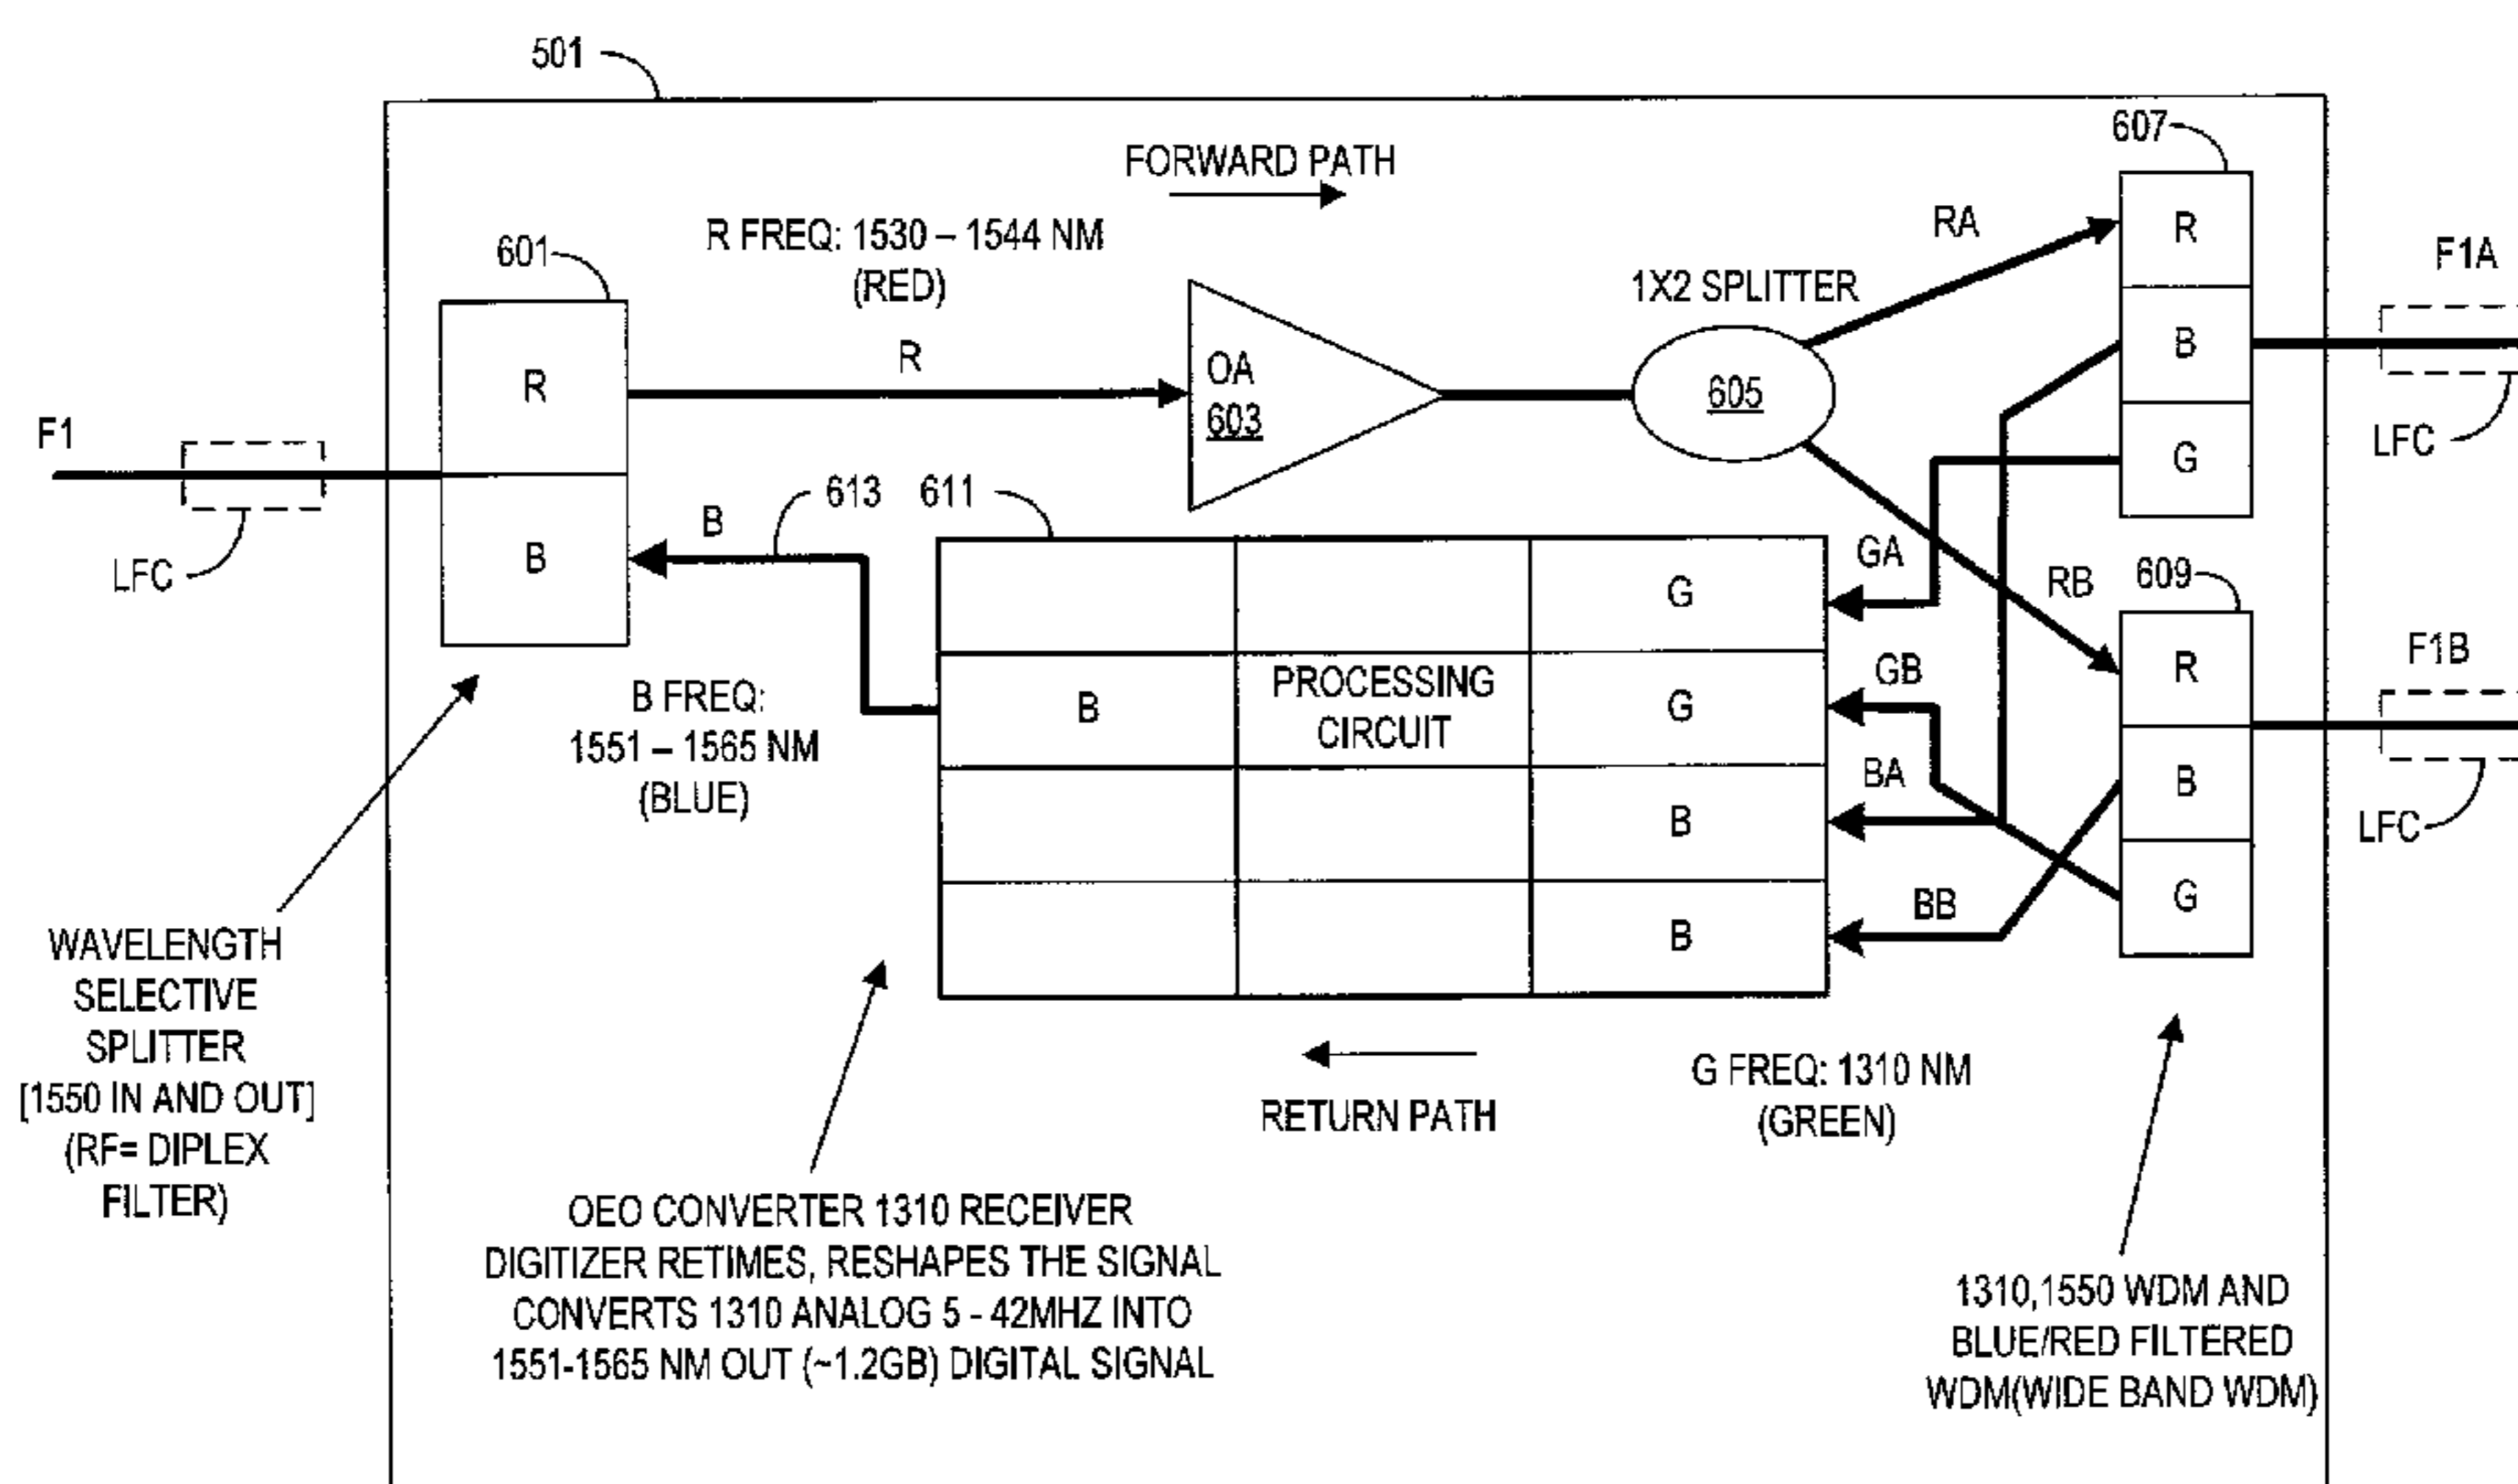 501
FORWARD PATH
607
R FREQ: 1530 – 1544 NM
(RED)
601
RA
R
F1A
1X2 SPLITTER
R
R
OA
603
605
B
LFC
F1
G
613
611
B
B
LFC
GA
G
RB
609
B FREQ:
1551 – 1565 NM
(BLUE)
B
PROCESSING
CIRCUIT
GB
G
R
F1B
BA
B
B
LFC
BB
B
G
WAVELENGTH
SELECTIVE
SPLITTER
[1550 IN AND OUT]
(RF= DIPLEX
FILTER)
RETURN PATH
G FREQ: 1310 NM
(GREEN)
OEO CONVERTER 1310 RECEIVER
DIGITIZER RETIMES, RESHAPES THE SIGNAL
CONVERTS 1310 ANALOG 5 - 42MHZ INTO
1551-1565 NM OUT (~1.2GB) DIGITAL SIGNAL
1310,1550 WDM AND
BLUE/RED FILTERED
WDM(WIDE BAND WDM)